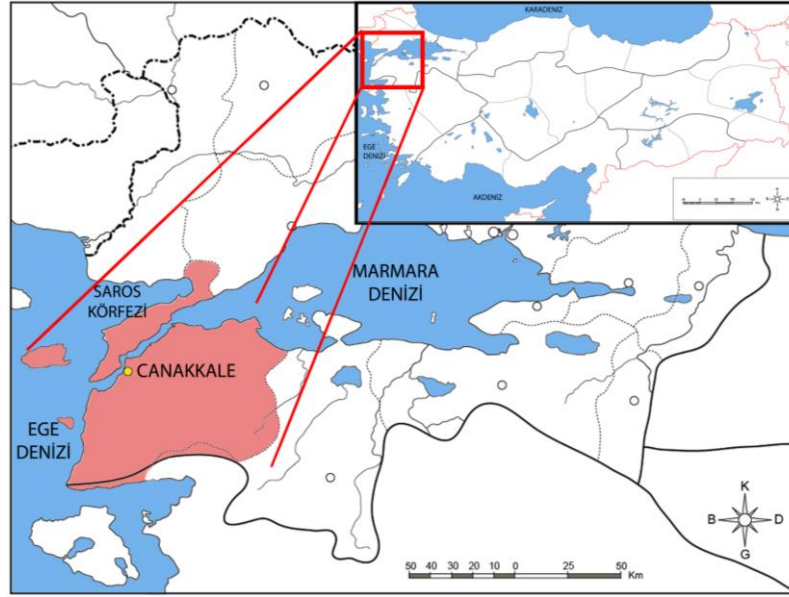 KARADENİZ
EGE
DENİZİ
AKDENİZ
MARMARA
DENİZİ
SAROS
KÖRFEZİ
CANAKKALE
EGE
DENİZİ
K
B
D
G
50 40 30 20 10 0 25 50
Km